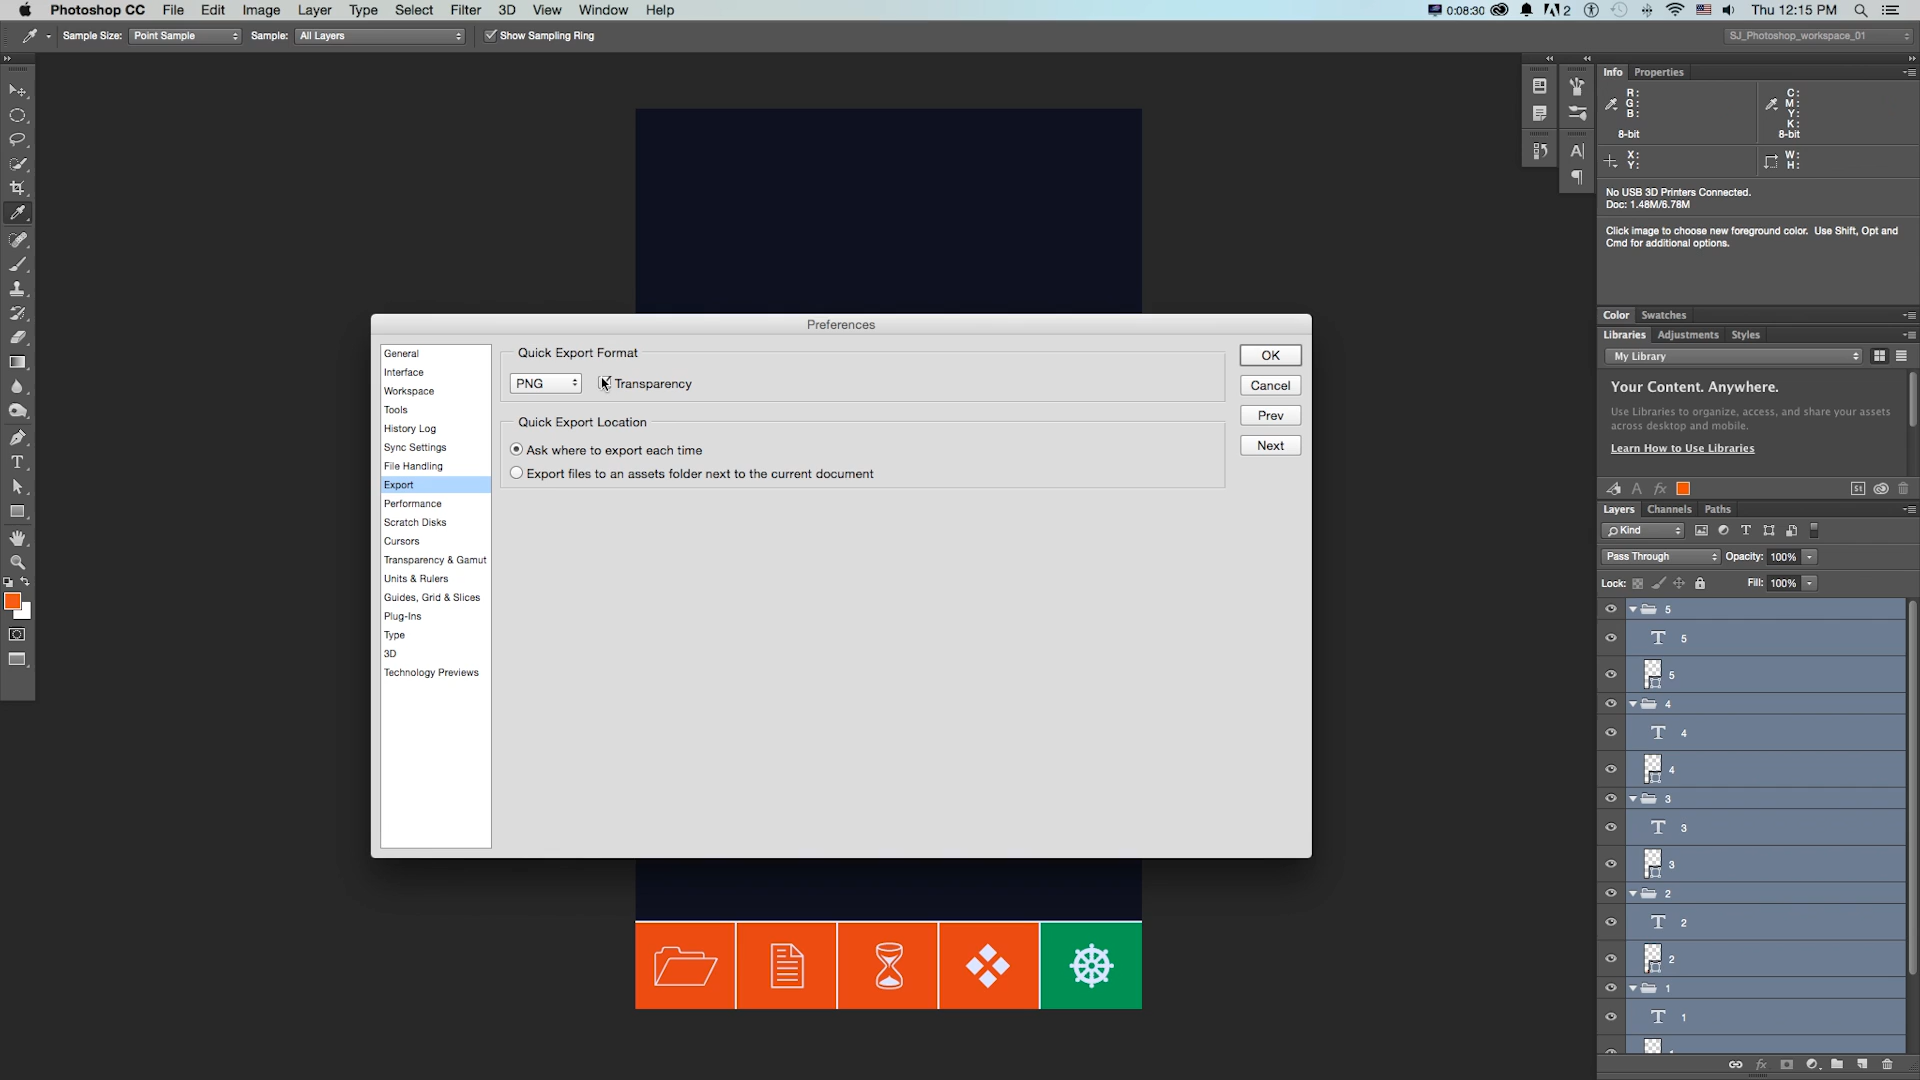 Photoshop CC File Edit Image Layer Type Select Filter 3D View Window Help 0:08:30 2 Thu 12:15 PM
Sample Size: Point Sample Sample: All Layers Show Sampling Ring SJ_Photoshop_workspace_01
Info Properties
R:
G:
B:
8-bit
C:
M:
Y:
K:
8-bit
X:
Y:
W:
H:
No USB 3D Printers Connected.
Doc: 1.48M/6.78M
Click image to choose new foreground color. Use Shift, Opt and
Cmd for additional options.
Color Swatches
Libraries Adjustments Styles
My Library
Your Content. Anywhere.
Use Libraries to organize, access, and share your assets
across desktop and mobile.
Learn How to Use Libraries
A fx St
Layers Channels Paths
Kind
Pass Through Opacity: 100%
Lock: Fill: 100%
5
T 5
5
4
T 4
4
3
T 3
3
2
T 2
2
1
T 1
fx
Preferences
General
Interface
Workspace
Tools
History Log
Sync Settings
File Handling
Export
Performance
Scratch Disks
Cursors
Transparency & Gamut
Units & Rulers
Guides, Grid & Slices
Plug-Ins
Type
3D
Technology Previews
Quick Export Format
PNG Transparency
Quick Export Location
Ask where to export each time
Export files to an assets folder next to the current document
OK
Cancel
Prev
Next